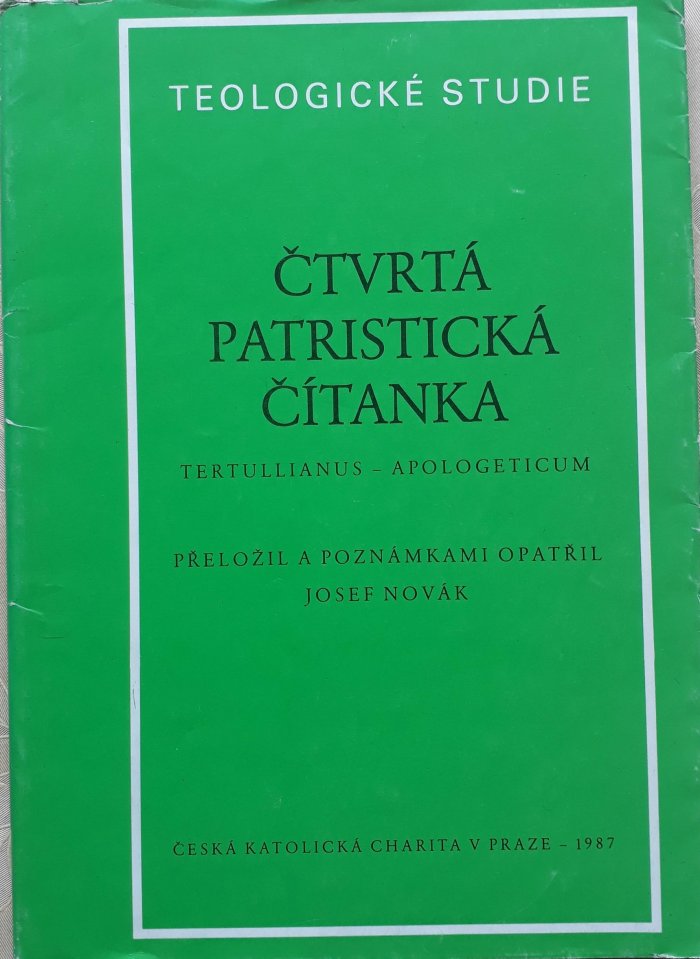 TEOLOGICKÉ STUDIE
ČTVRTÁ
PATRISTICKÁ
ČÍTANKA
TERTULLIANUS – APOLOGETICUM
PŘELOŽIL A POZNÁMKAMI OPATŘIL
JOSEF NOVÁK
ČESKÁ KATOLICKÁ CHARITA V PRAZE – 1987